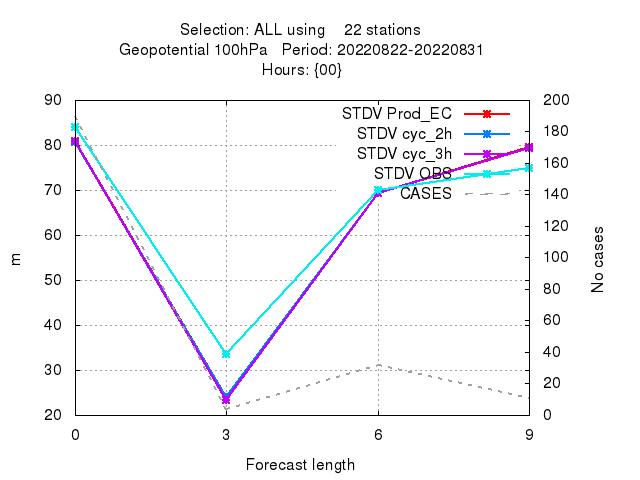 Selection: ALL using    22 stations
Geopotential 100hPa   Period: 20220822-20220831
Hours: {00}
90
80
70
60
50
40
30
20
200
180
160
140
120
100
80
60
40
20
0
STDV Prod_EC
STDV cyc_2h
STDV cyc_3h
STDV OBS
CASES
m
No cases
0
3
6
9
Forecast length